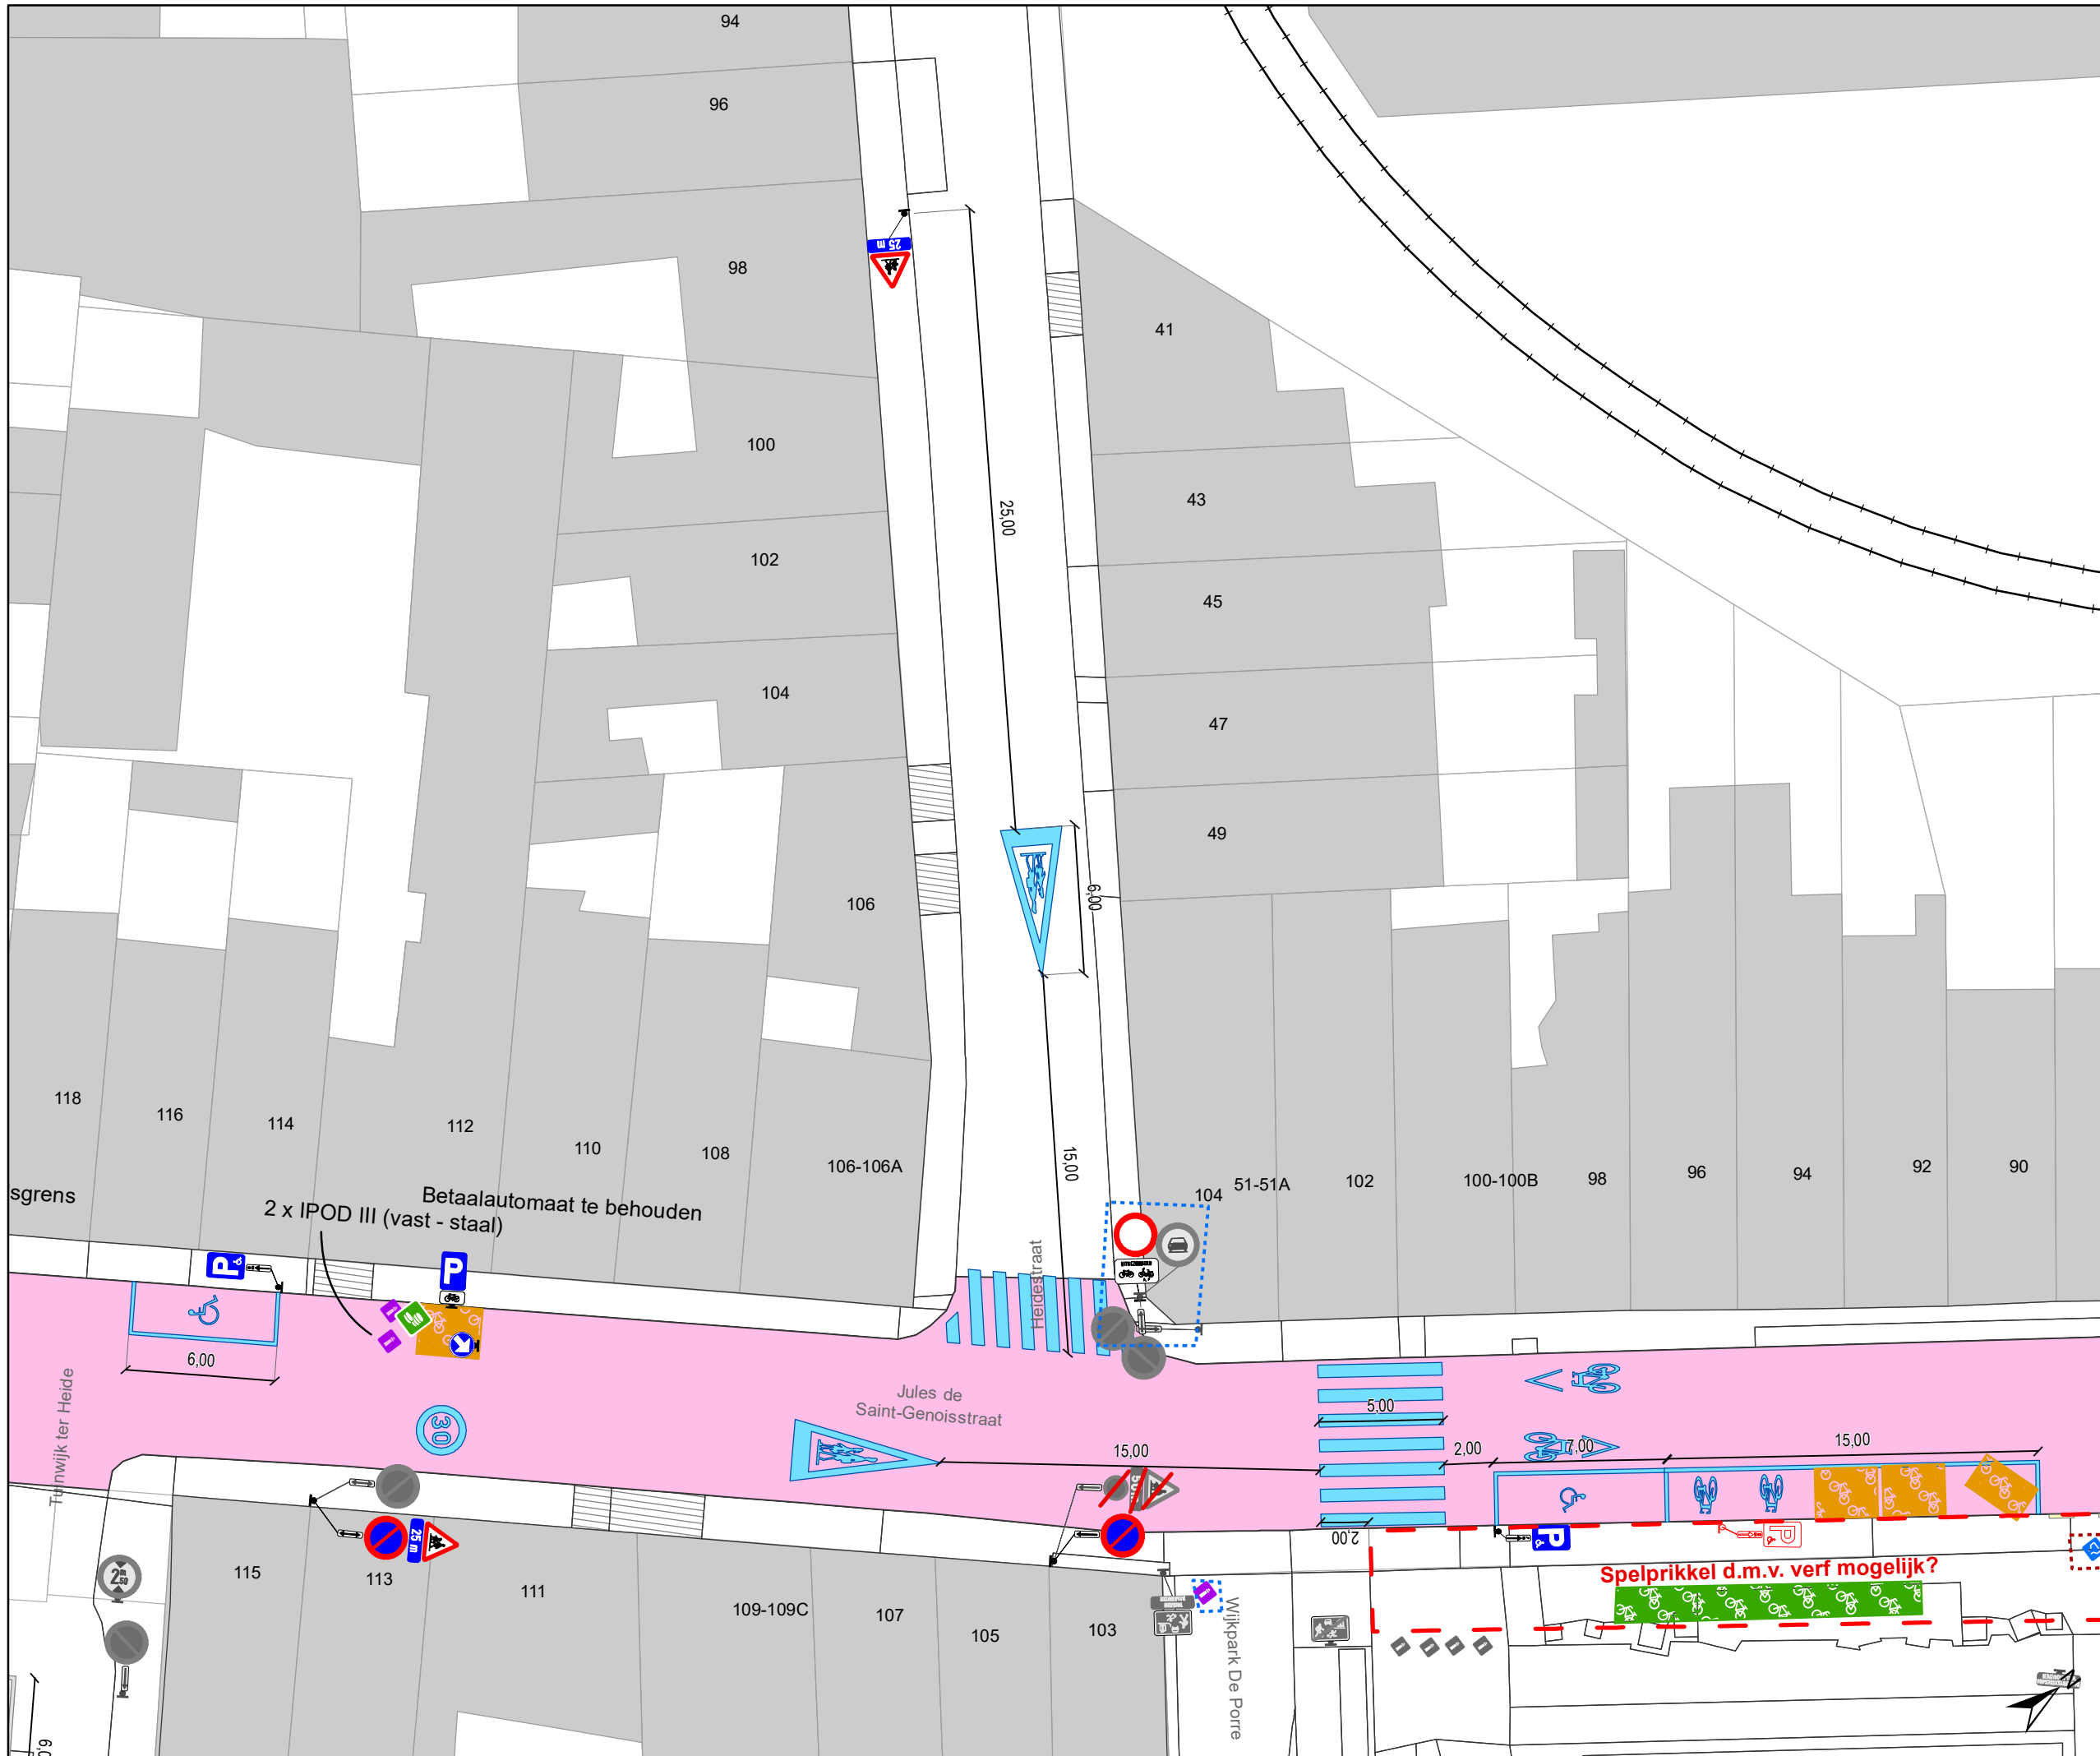 94
96
25 m
98
41
100
43
25,00
102
45
104
47
49
106
6,00
118
116
114
112
110
108
106-106A
15,00
51-51A
102
100-100B
98
96
94
92
90
104
sgrens
Betaalautomaat te behouden
2 x IPOD III (vast - staal)
P
P
Heidestraat
6,00
Tuinwijk ter Heide
30
Jules de
Saint-Genoisstraat
15,00
5,00
2,00
7,00
15,00
2,00
P
P
25 m
Spelprikkel d.m.v. verf mogelijk?
115
113
111
109-109C
107
105
103
Wijkpark De Porre
2m50
6,0